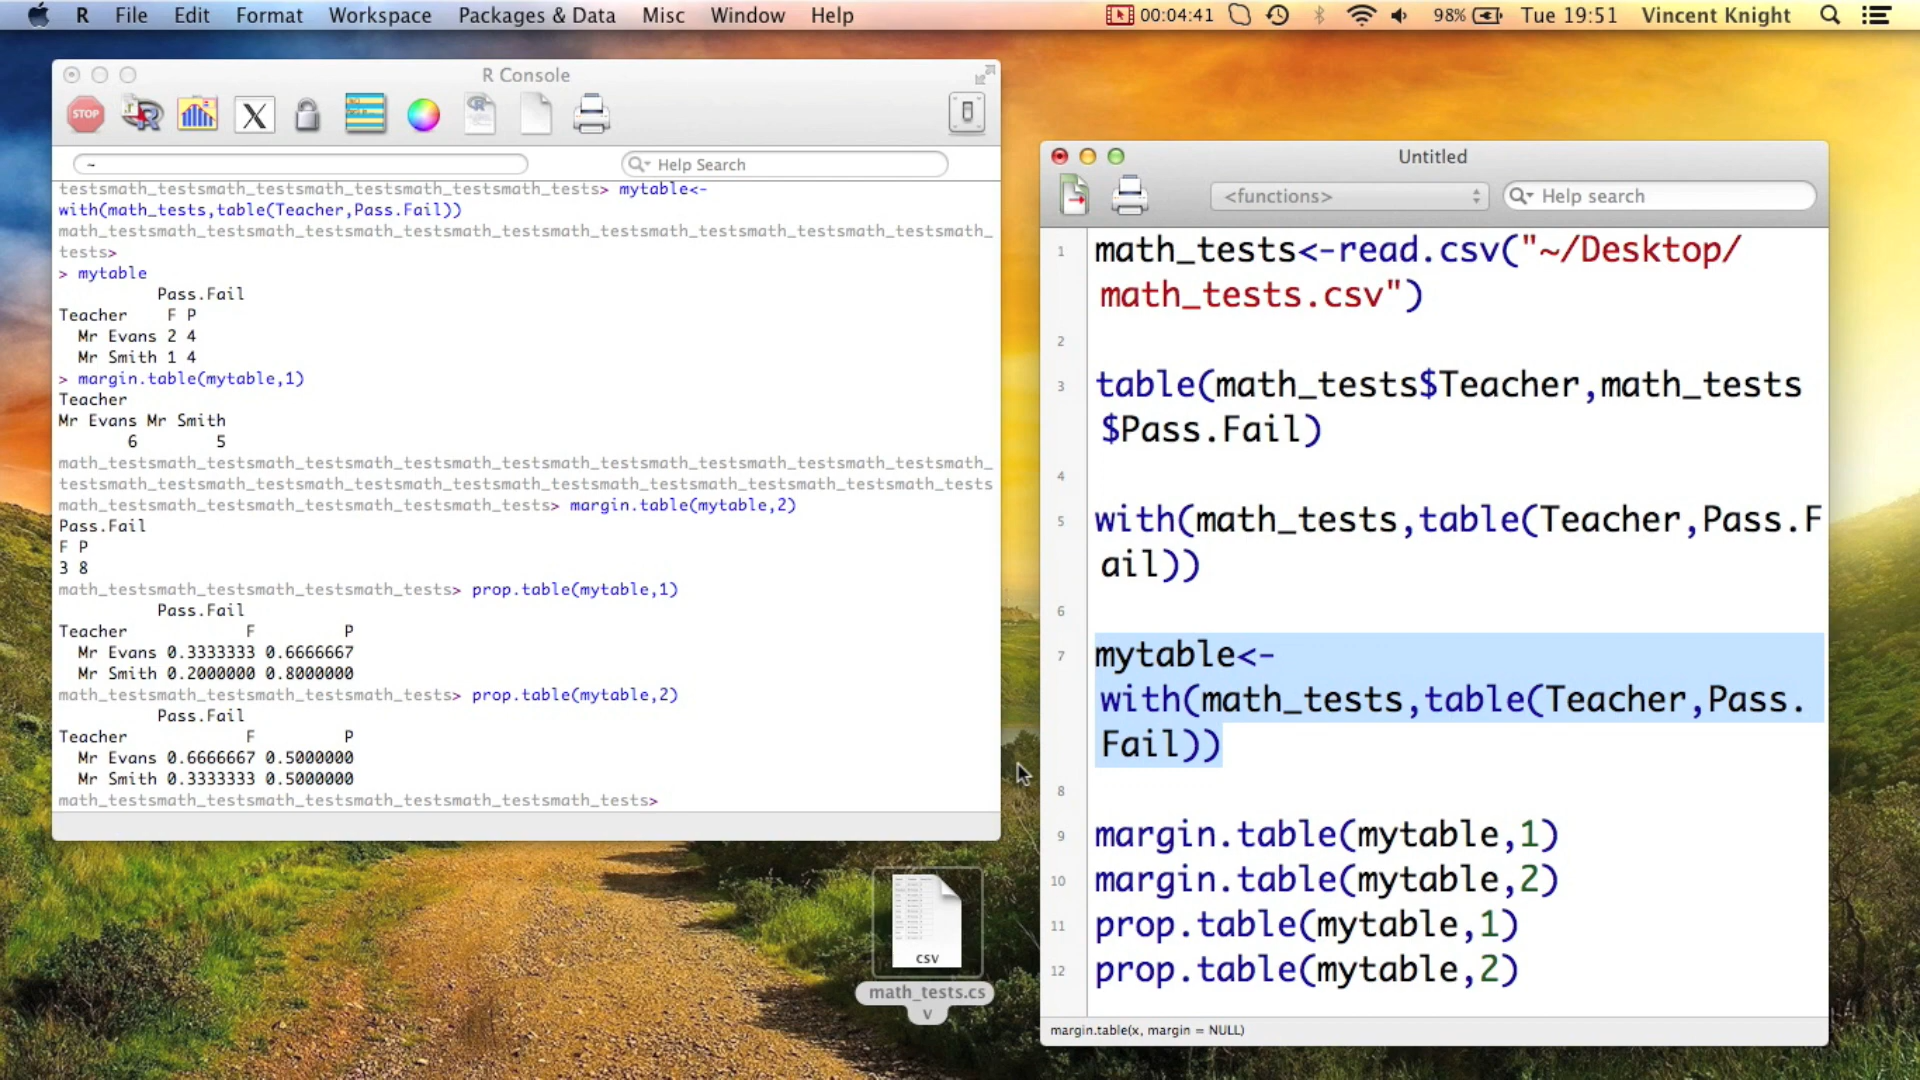 R File Edit Format Workspace Packages & Data Misc Window Help 00:04:41 98% Tue 19:51 Vincent Knight
R Console
STOP
~
Help Search
testsmath_testsmath_testsmath_testsmath_testsmath_tests> mytable<-
with(math_tests,table(Teacher,Pass.Fail))
math_testsmath_testsmath_testsmath_testsmath_testsmath_testsmath_testsmath_testsmath_testsmath_
tests>
> mytable
Pass.Fail
Teacher F P
Mr Evans 2 4
Mr Smith 1 4
> margin.table(mytable,1)
Teacher
Mr Evans Mr Smith
6 5
math_testsmath_testsmath_testsmath_testsmath_testsmath_testsmath_testsmath_testsmath_testsmath_
testsmath_testsmath_testsmath_testsmath_testsmath_testsmath_testsmath_testsmath_testsmath_tests
math_testsmath_testsmath_testsmath_testsmath_tests> margin.table(mytable,2)
Pass.Fail
F P
3 8
math_testsmath_testsmath_testsmath_tests> prop.table(mytable,1)
Pass.Fail
Teacher F P
Mr Evans 0.3333333 0.6666667
Mr Smith 0.2000000 0.8000000
math_testsmath_testsmath_testsmath_tests> prop.table(mytable,2)
Pass.Fail
Teacher F P
Mr Evans 0.6666667 0.5000000
Mr Smith 0.3333333 0.5000000
math_testsmath_testsmath_testsmath_testsmath_testsmath_tests>
CSV
math_tests.cs
v
Untitled
<functions>
Help search
1 math_tests<-read.csv("~/Desktop/
math_tests.csv")
2
3 table(math_tests$Teacher,math_tests
$Pass.Fail)
4
5 with(math_tests,table(Teacher,Pass.F
ail))
6
7 mytable<-
with(math_tests,table(Teacher,Pass.
Fail))
8
9 margin.table(mytable,1)
10 margin.table(mytable,2)
11 prop.table(mytable,1)
12 prop.table(mytable,2)
margin.table(x, margin = NULL)